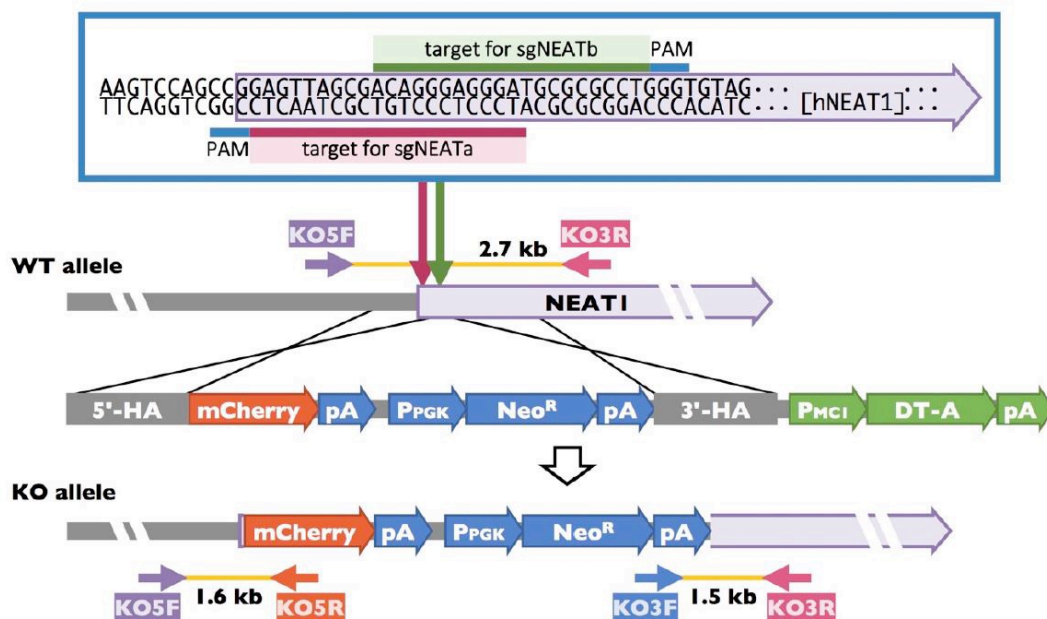 target for sgNEATb PAM
AAGTCCAGCCGGAGTTAGCGACAGGGAGGGATGCGCGCCTGGGTGTAG··· [hNEAT1] ···
TTCAGGTCGGCCTCAATCGCTGTCCCTCCCTACGCGCGGACCCACATC···
PAM target for sgNEATa
KO5F 2.7 kb KO3R
WT allele
NEAT1
5'-HA mCherry pA PPGK NeoR pA 3'-HA PMC1 DT-A pA
KO allele
mCherry pA PPGK NeoR pA
KO5F 1.6 kb KO5R KO3F 1.5 kb KO3R